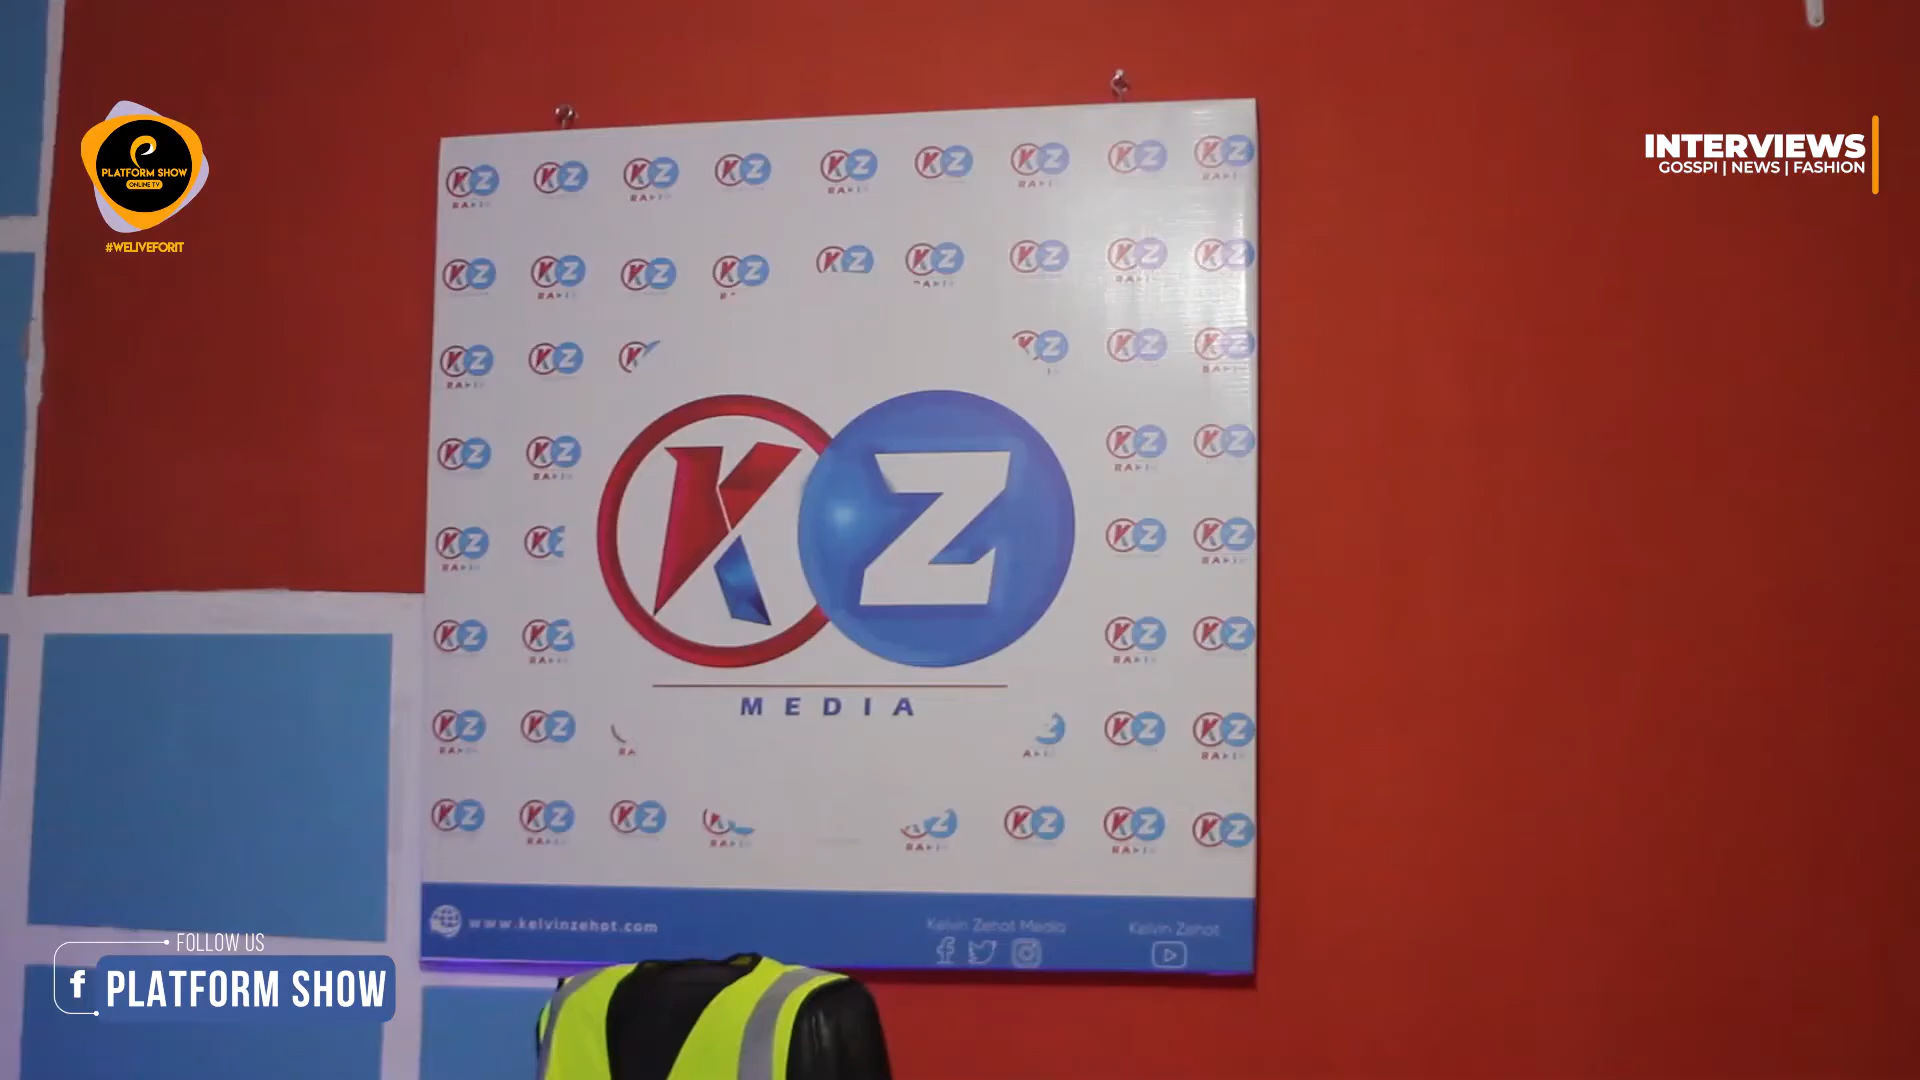 PLATFORM SHOW
ONLINE TV
#WELIVEFORIT
INTERVIEWS
GOSSPI | NEWS | FASHION
KZ
MEDIA
www.kelvinzehot.com
Kelvin Zehot Media
Kelvin Zehot
FOLLOW US
f PLATFORM SHOW